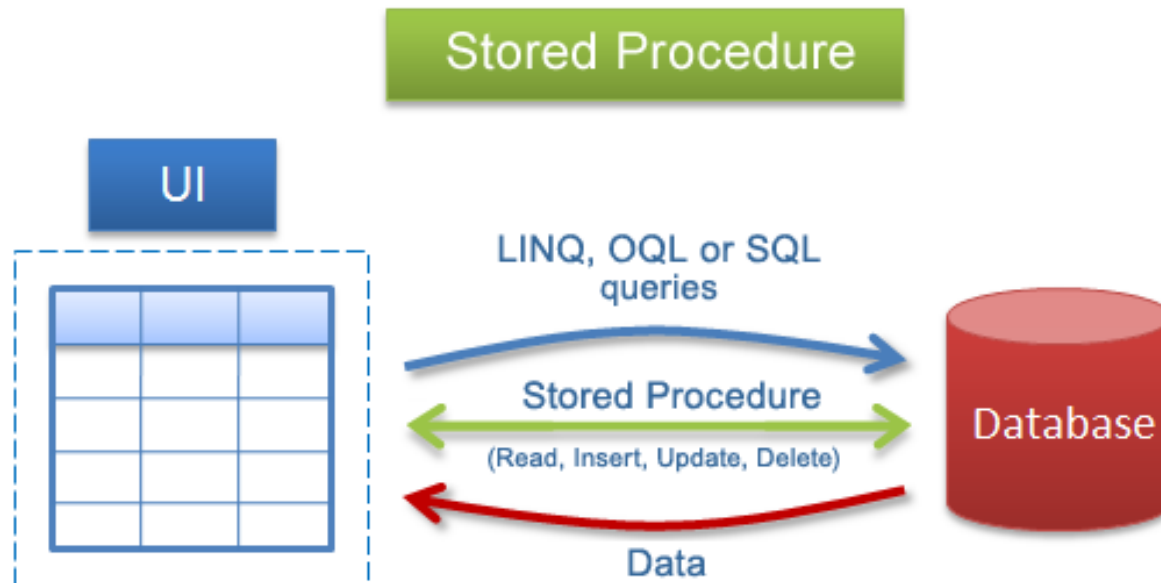 Stored Procedure
UI
LINQ, OQL or SQL
queries
Stored Procedure
(Read, Insert, Update, Delete)
Database
Data